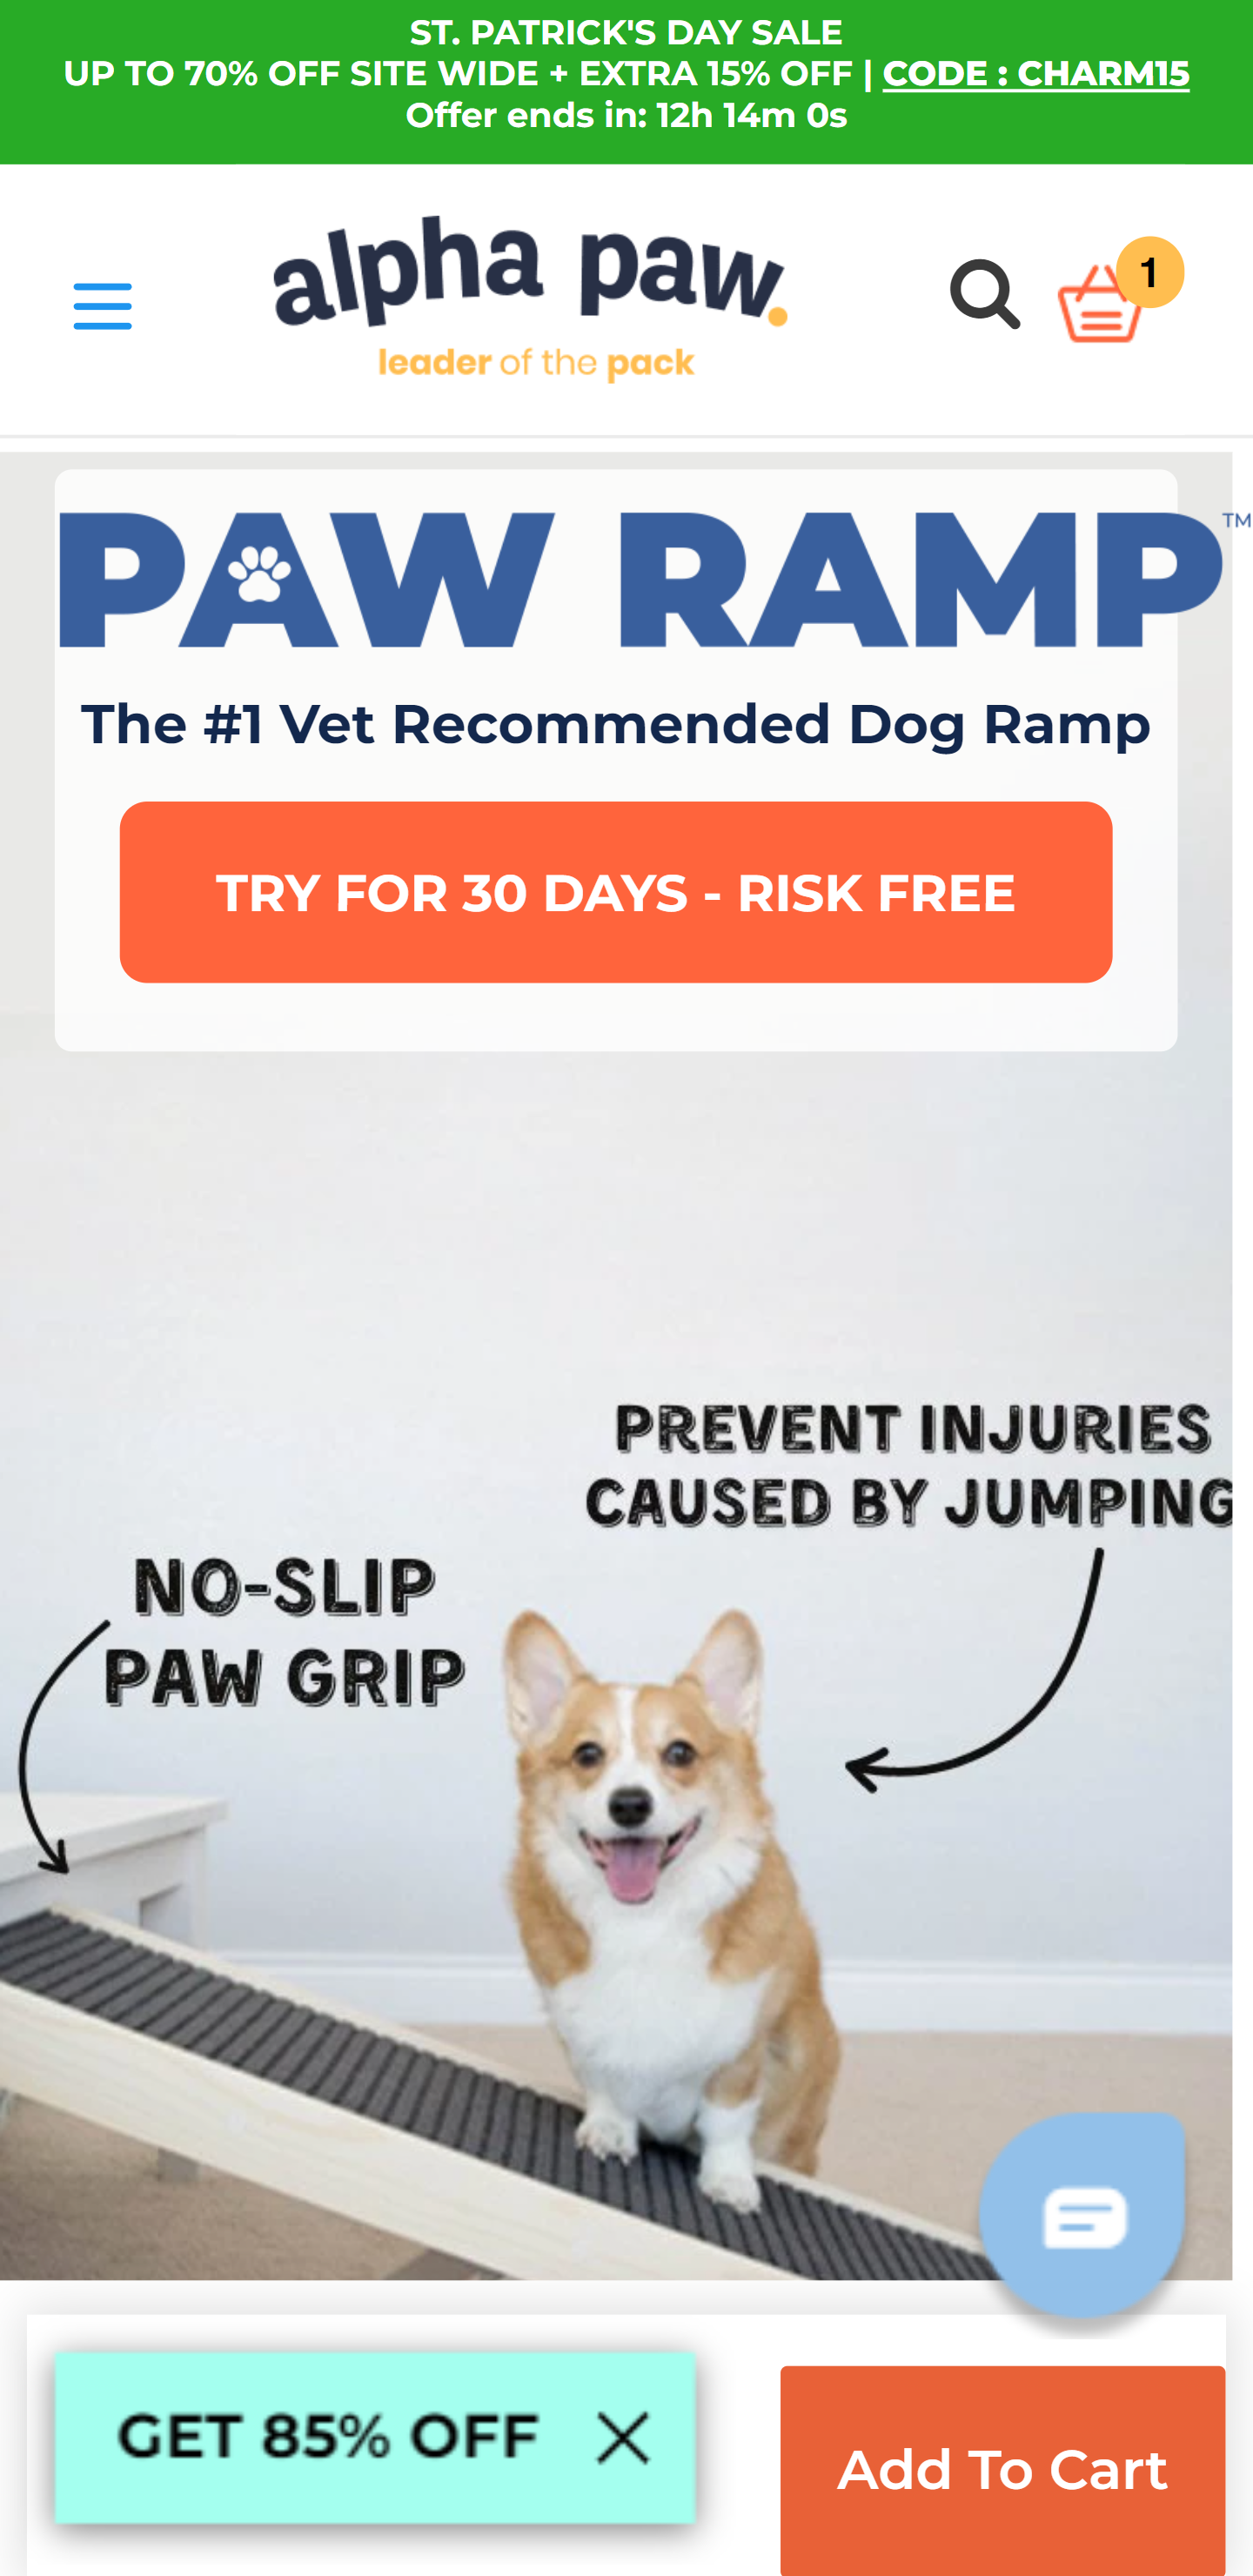 ST. PATRICK'S DAY SALE
UP TO 70% OFF SITE WIDE + EXTRA 15% OFF | CODE : CHARM15
Offer ends in: 12h 14m 0s
alpha paw.
leader of the pack
1
PAW RAMP™
The #1 Vet Recommended Dog Ramp
TRY FOR 30 DAYS - RISK FREE
PREVENT INJURIES
CAUSED BY JUMPING
NO-SLIP
PAW GRIP
GET 85% OFF
Add To Cart